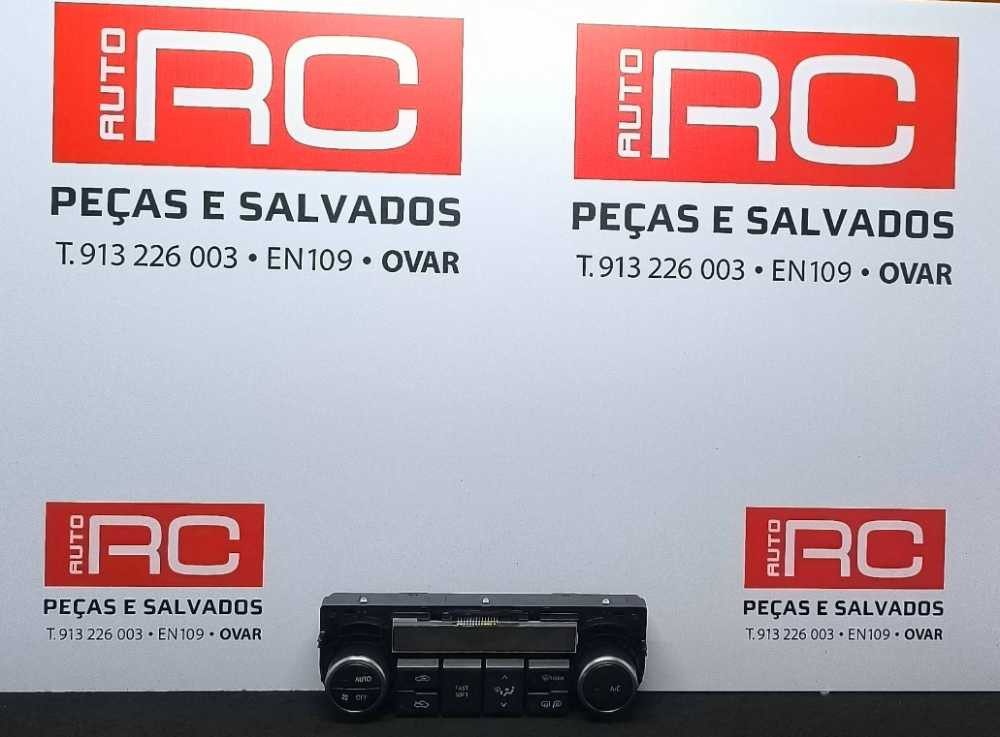 AUTO RC
PEÇAS E SALVADOS
T. 913 226 003 • EN109 • OVAR
AUTO RC
PEÇAS E SALVADOS
T. 913 226 003 • EN109 • OVAR
AUTO RC
PEÇAS E SALVADOS
T. 913 226 003 • EN109 • OVAR
AUTO RC
PEÇAS E SALVADOS
T. 913 226 003 • EN109 • OVAR
AUTO
OFF
FAST
SOFT
A/C